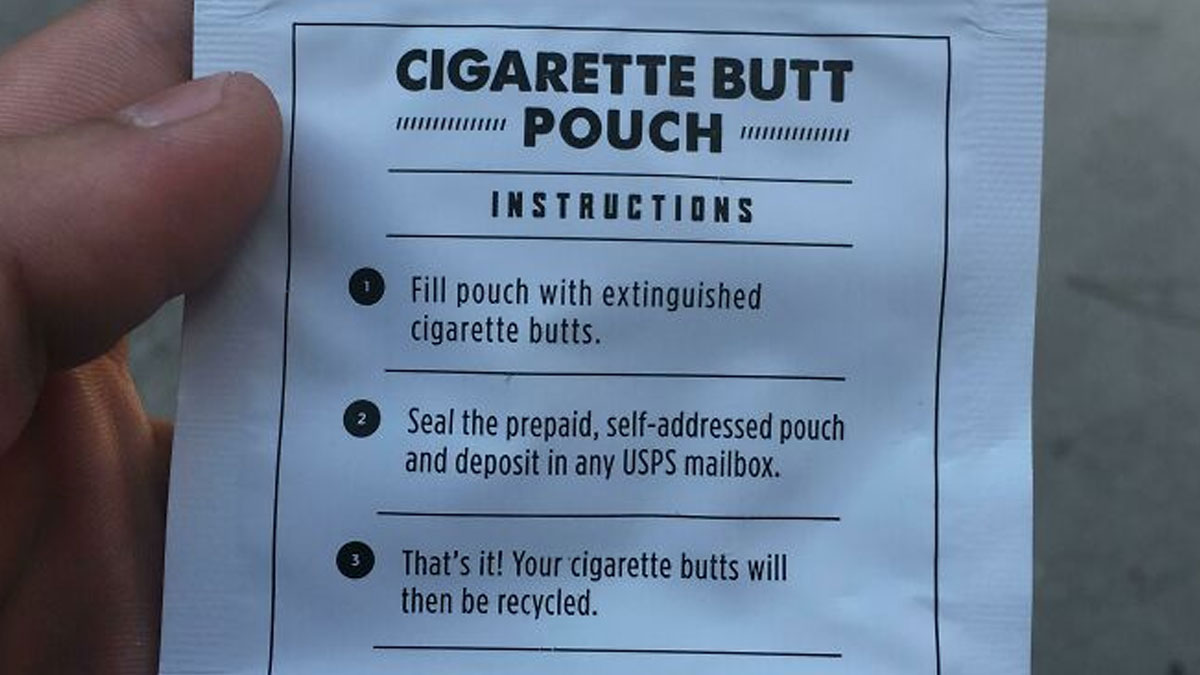 CIGARETTE BUTT
POUCH
INSTRUCTIONS
1 Fill pouch with extinguished
cigarette butts.
2 Seal the prepaid, self-addressed pouch
and deposit in any USPS mailbox.
3 That's it! Your cigarette butts will
then be recycled.